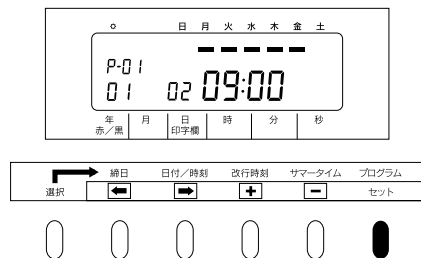 日 月 火 水 木 金 土
P-01
01 02 09:00
年 月 日 時 分 秒
赤/黒 印字欄
締日 日付/時刻 改行時刻 サマータイム プログラム
選択 ← → + − セット